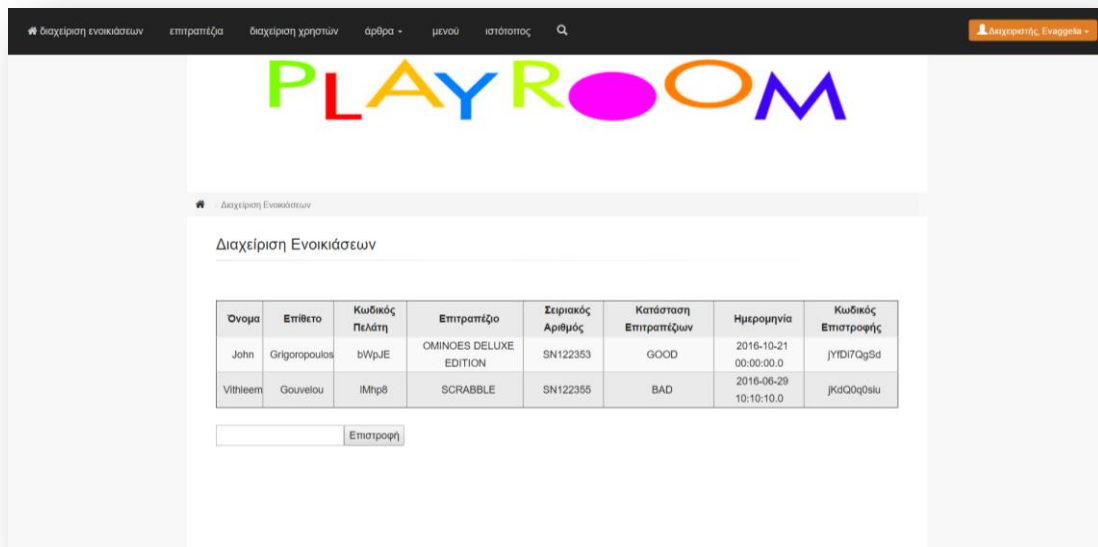 διαχείριση ενοικιάσεων επιτραπέζια διαχείριση χρηστών άρθρα μενού ιστότοπος Διαχειριστής, Evaggelia
PLAYROOM
/ Διαχείριση Ενοικιάσεων
Διαχείριση Ενοικιάσεων
Όνομα Επίθετο Κωδικός Πελάτη Επιτραπέζιο Σειριακός Αριθμός Κατάσταση Επιτραπέζιων Ημερομηνία Κωδικός Επιστροφής
John Grigoropoulos bWpJE OMINOES DELUXE EDITION SN122353 GOOD 2016-10-21 00:00:00.0 jYfDi7QgSd
Vithleem Gouvelou IMhp8 SCRABBLE SN122355 BAD 2016-06-29 10:10:10.0 jKdQ0q0siu
Επιστροφή